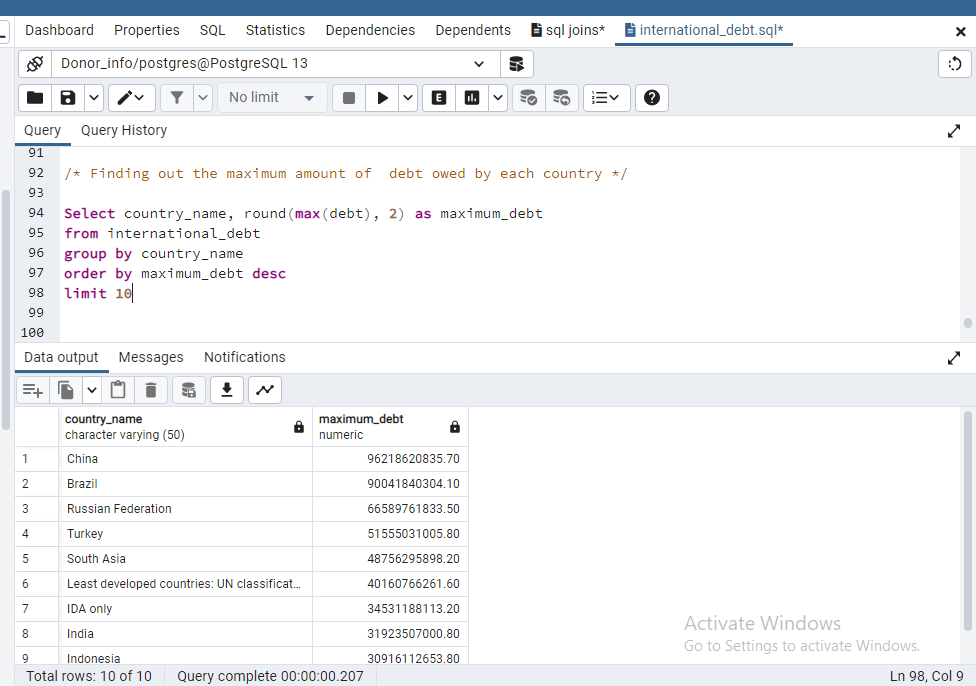 Dashboard Properties SQL Statistics Dependencies Dependents sql joins* international_debt.sql*
Donor_info/postgres@PostgreSQL 13
No limit E
Query Query History
91
92 /* Finding out the maximum amount of  debt owed by each country */
93
94 Select country_name, round(max(debt), 2) as maximum_debt
95 from international_debt
96 group by country_name
97 order by maximum_debt desc
98 limit 10
99
100
Data output Messages Notifications
country_name maximum_debt
character varying (50) numeric
1 China 96218620835.70
2 Brazil 90041840304.10
3 Russian Federation 66589761833.50
4 Turkey 51555031005.80
5 South Asia 48756295898.20
6 Least developed countries: UN classificat... 40160766261.60
7 IDA only 34531188113.20
8 India 31923507000.80
9 Indonesia 30916112653.80
Activate Windows
Go to Settings to activate Windows.
Total rows: 10 of 10 Query complete 00:00:00.207 Ln 98, Col 9